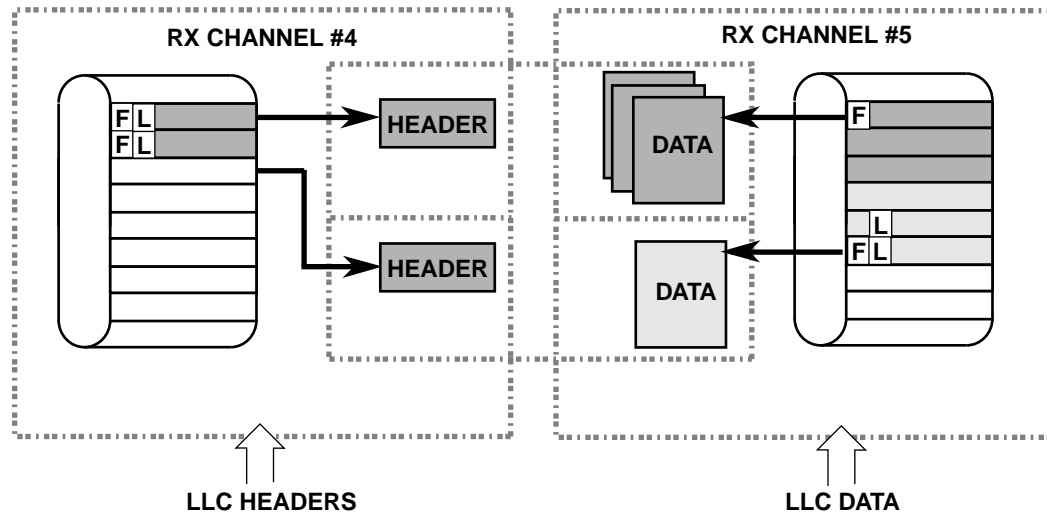 RX CHANNEL #4
RX CHANNEL #5
F L
F L
HEADER
HEADER
DATA
DATA
F
L
F L
LLC HEADERS
LLC DATA